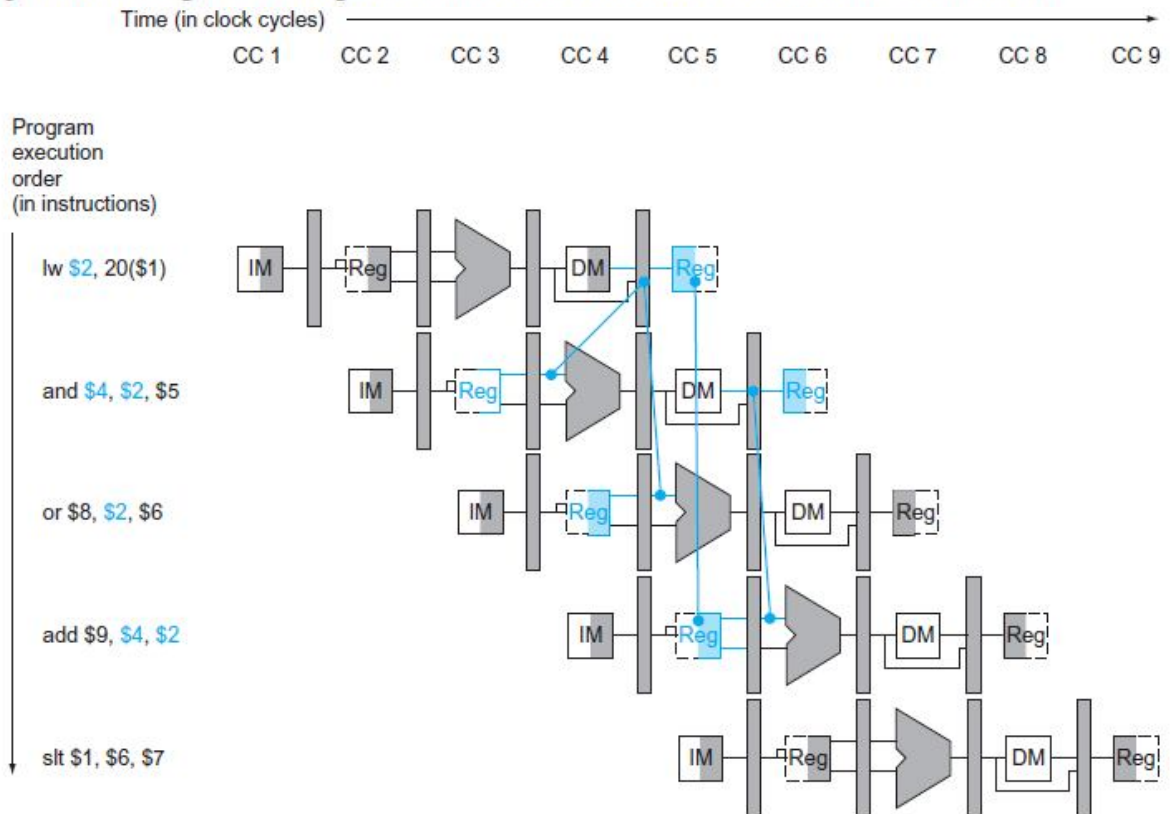 Time (in clock cycles)
CC 1 CC 2 CC 3 CC 4 CC 5 CC 6 CC 7 CC 8 CC 9
Program
execution
order
(in instructions)
lw $2, 20($1) IM Reg DM Reg
and $4, $2, $5 IM Reg DM Reg
or $8, $2, $6 IM Reg DM Reg
add $9, $4, $2 IM Reg DM Reg
slt $1, $6, $7 IM Reg DM Reg